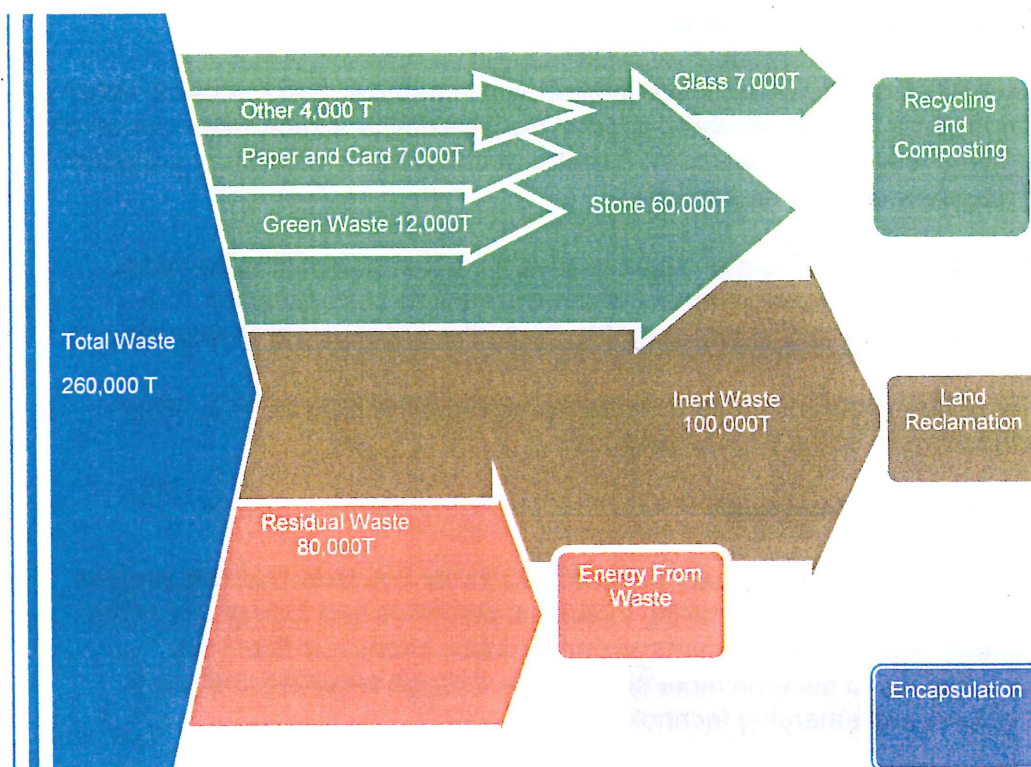 Glass 7,000T
Other 4,000 T
Paper and Card 7,000T
Green Waste 12,000T
Stone 60,000T
Recycling
and
Composting
Total Waste
260,000 T
Inert Waste
100,000T
Land
Reclamation
Residual Waste
80,000T
Energy From
Waste
Encapsulation